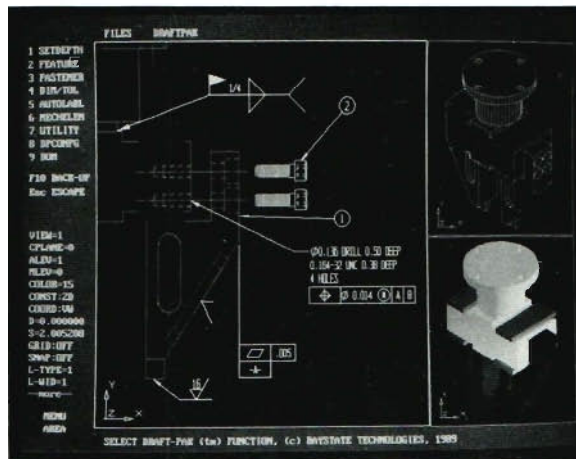 FILES DRAFTPAK
1 SETDEPTH
2 FEATURE
3 FASTENER
4 DIM/TOL
5 AUTOLABL
6 MECHELEM
7 UTILITY
8 DPCONFG
9 BOM
F10 BACK-UP
Esc ESCAPE
VIEW=1
CPLANE=0
ALEV=1
MLEV=0
COLOR=15
CONST:2D
COORD:VW
D=0.000000
S=2.005208
GRID:OFF
SNAP:OFF
L-TYPE=1
L-WID=1
more
MENU
AREA
1/4
2
1
Ø0.136 DRILL 0.50 DEEP
0.164-32 UNC 0.38 DEEP
4 HOLES
Ø 0.014 M A B
.005
-A-
16
Y
Z X
SELECT DRAFT-PAK (tm) FUNCTION, (c) BAYSTATE TECHNOLOGIES, 1989